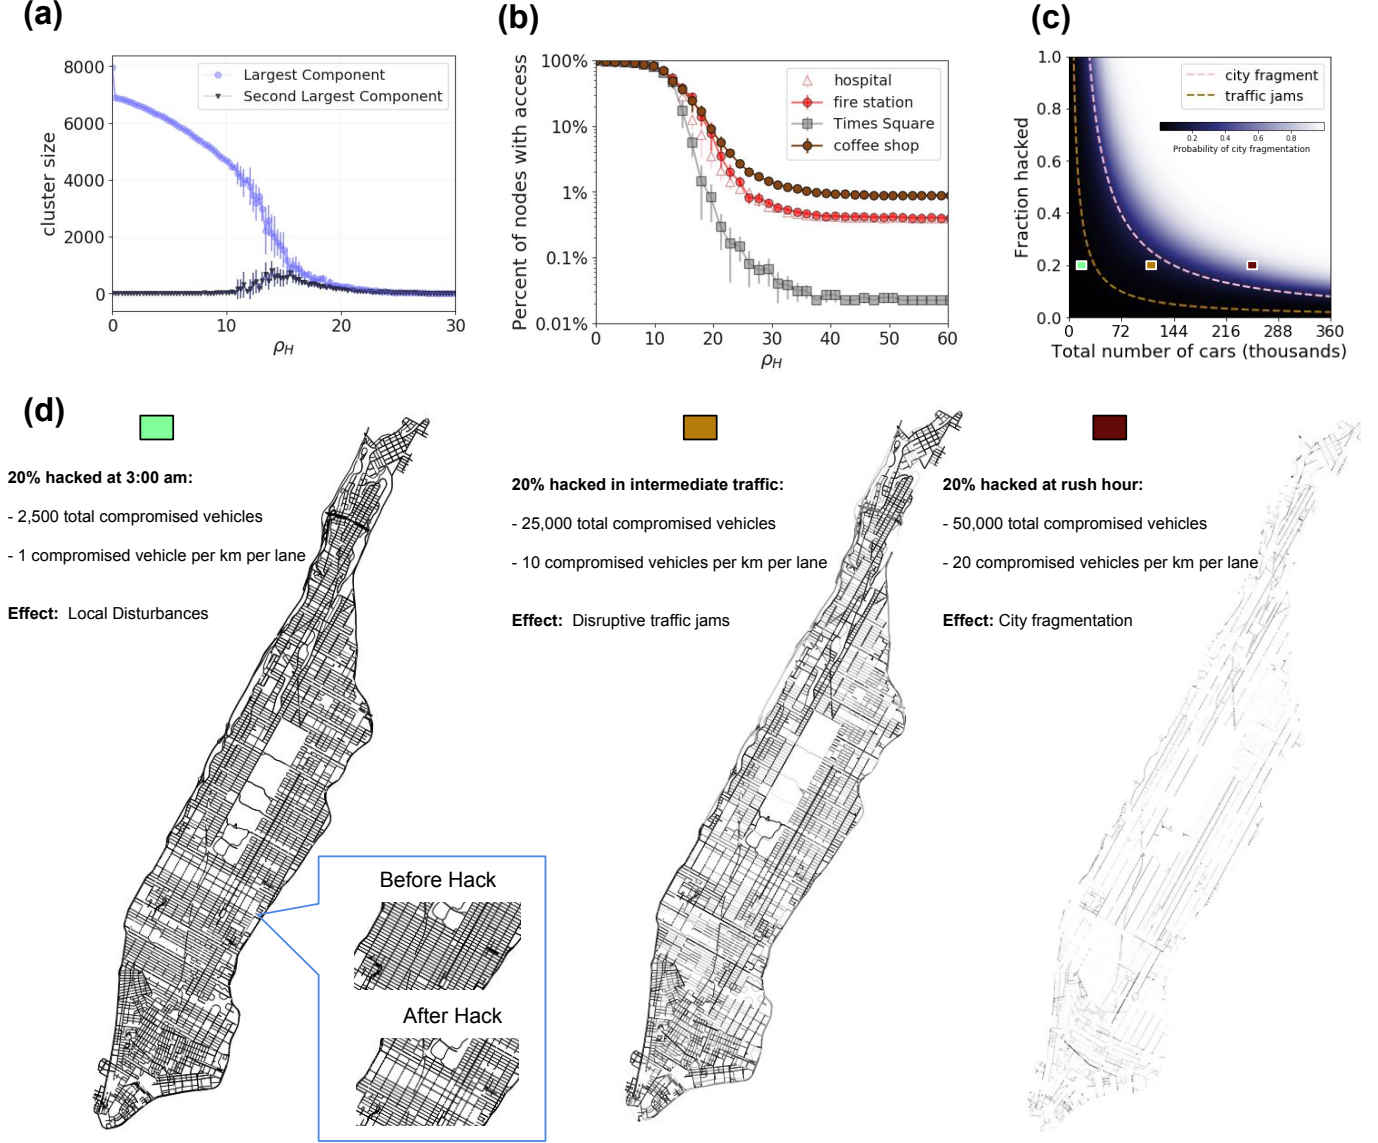 (a)
8000
6000
4000
2000
0
cluster size
Largest Component
Second Largest Component
0 10 20 30
ρH
(b)
100%
10%
1%
0.1%
0.01%
Percent of nodes with access
hospital
fire station
Times Square
coffee shop
0 10 20 30 40 50 60
ρH
(c)
1.0
0.8
0.6
0.4
0.2
0.0
Fraction hacked
city fragment
traffic jams
0.2 0.4 0.6 0.8
Probability of city fragmentation
0 72 144 216 288 360
Total number of cars (thousands)
(d)
20% hacked at 3:00 am:
- 2,500 total compromised vehicles
- 1 compromised vehicle per km per lane
Effect: Local Disturbances
20% hacked in intermediate traffic:
- 25,000 total compromised vehicles
- 10 compromised vehicles per km per lane
Effect: Disruptive traffic jams
20% hacked at rush hour:
- 50,000 total compromised vehicles
- 20 compromised vehicles per km per lane
Effect: City fragmentation
Before Hack
After Hack